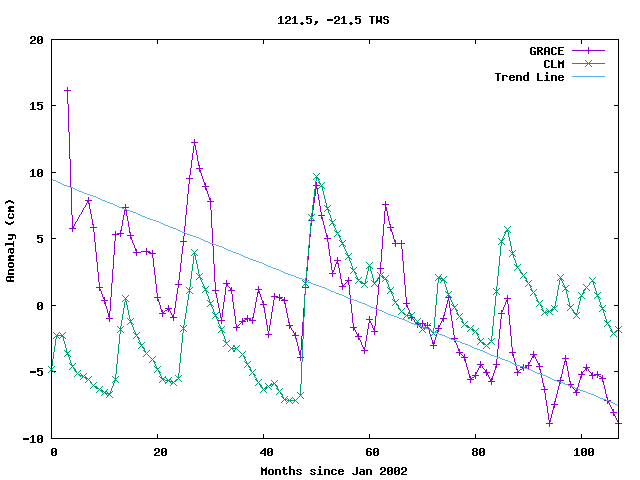 121.5, -21.5 TWS
GRACE
CLM
Trend Line
Anomaly (cm)
20
15
10
5
0
-5
-10
0 20 40 60 80 100
Months since Jan 2002